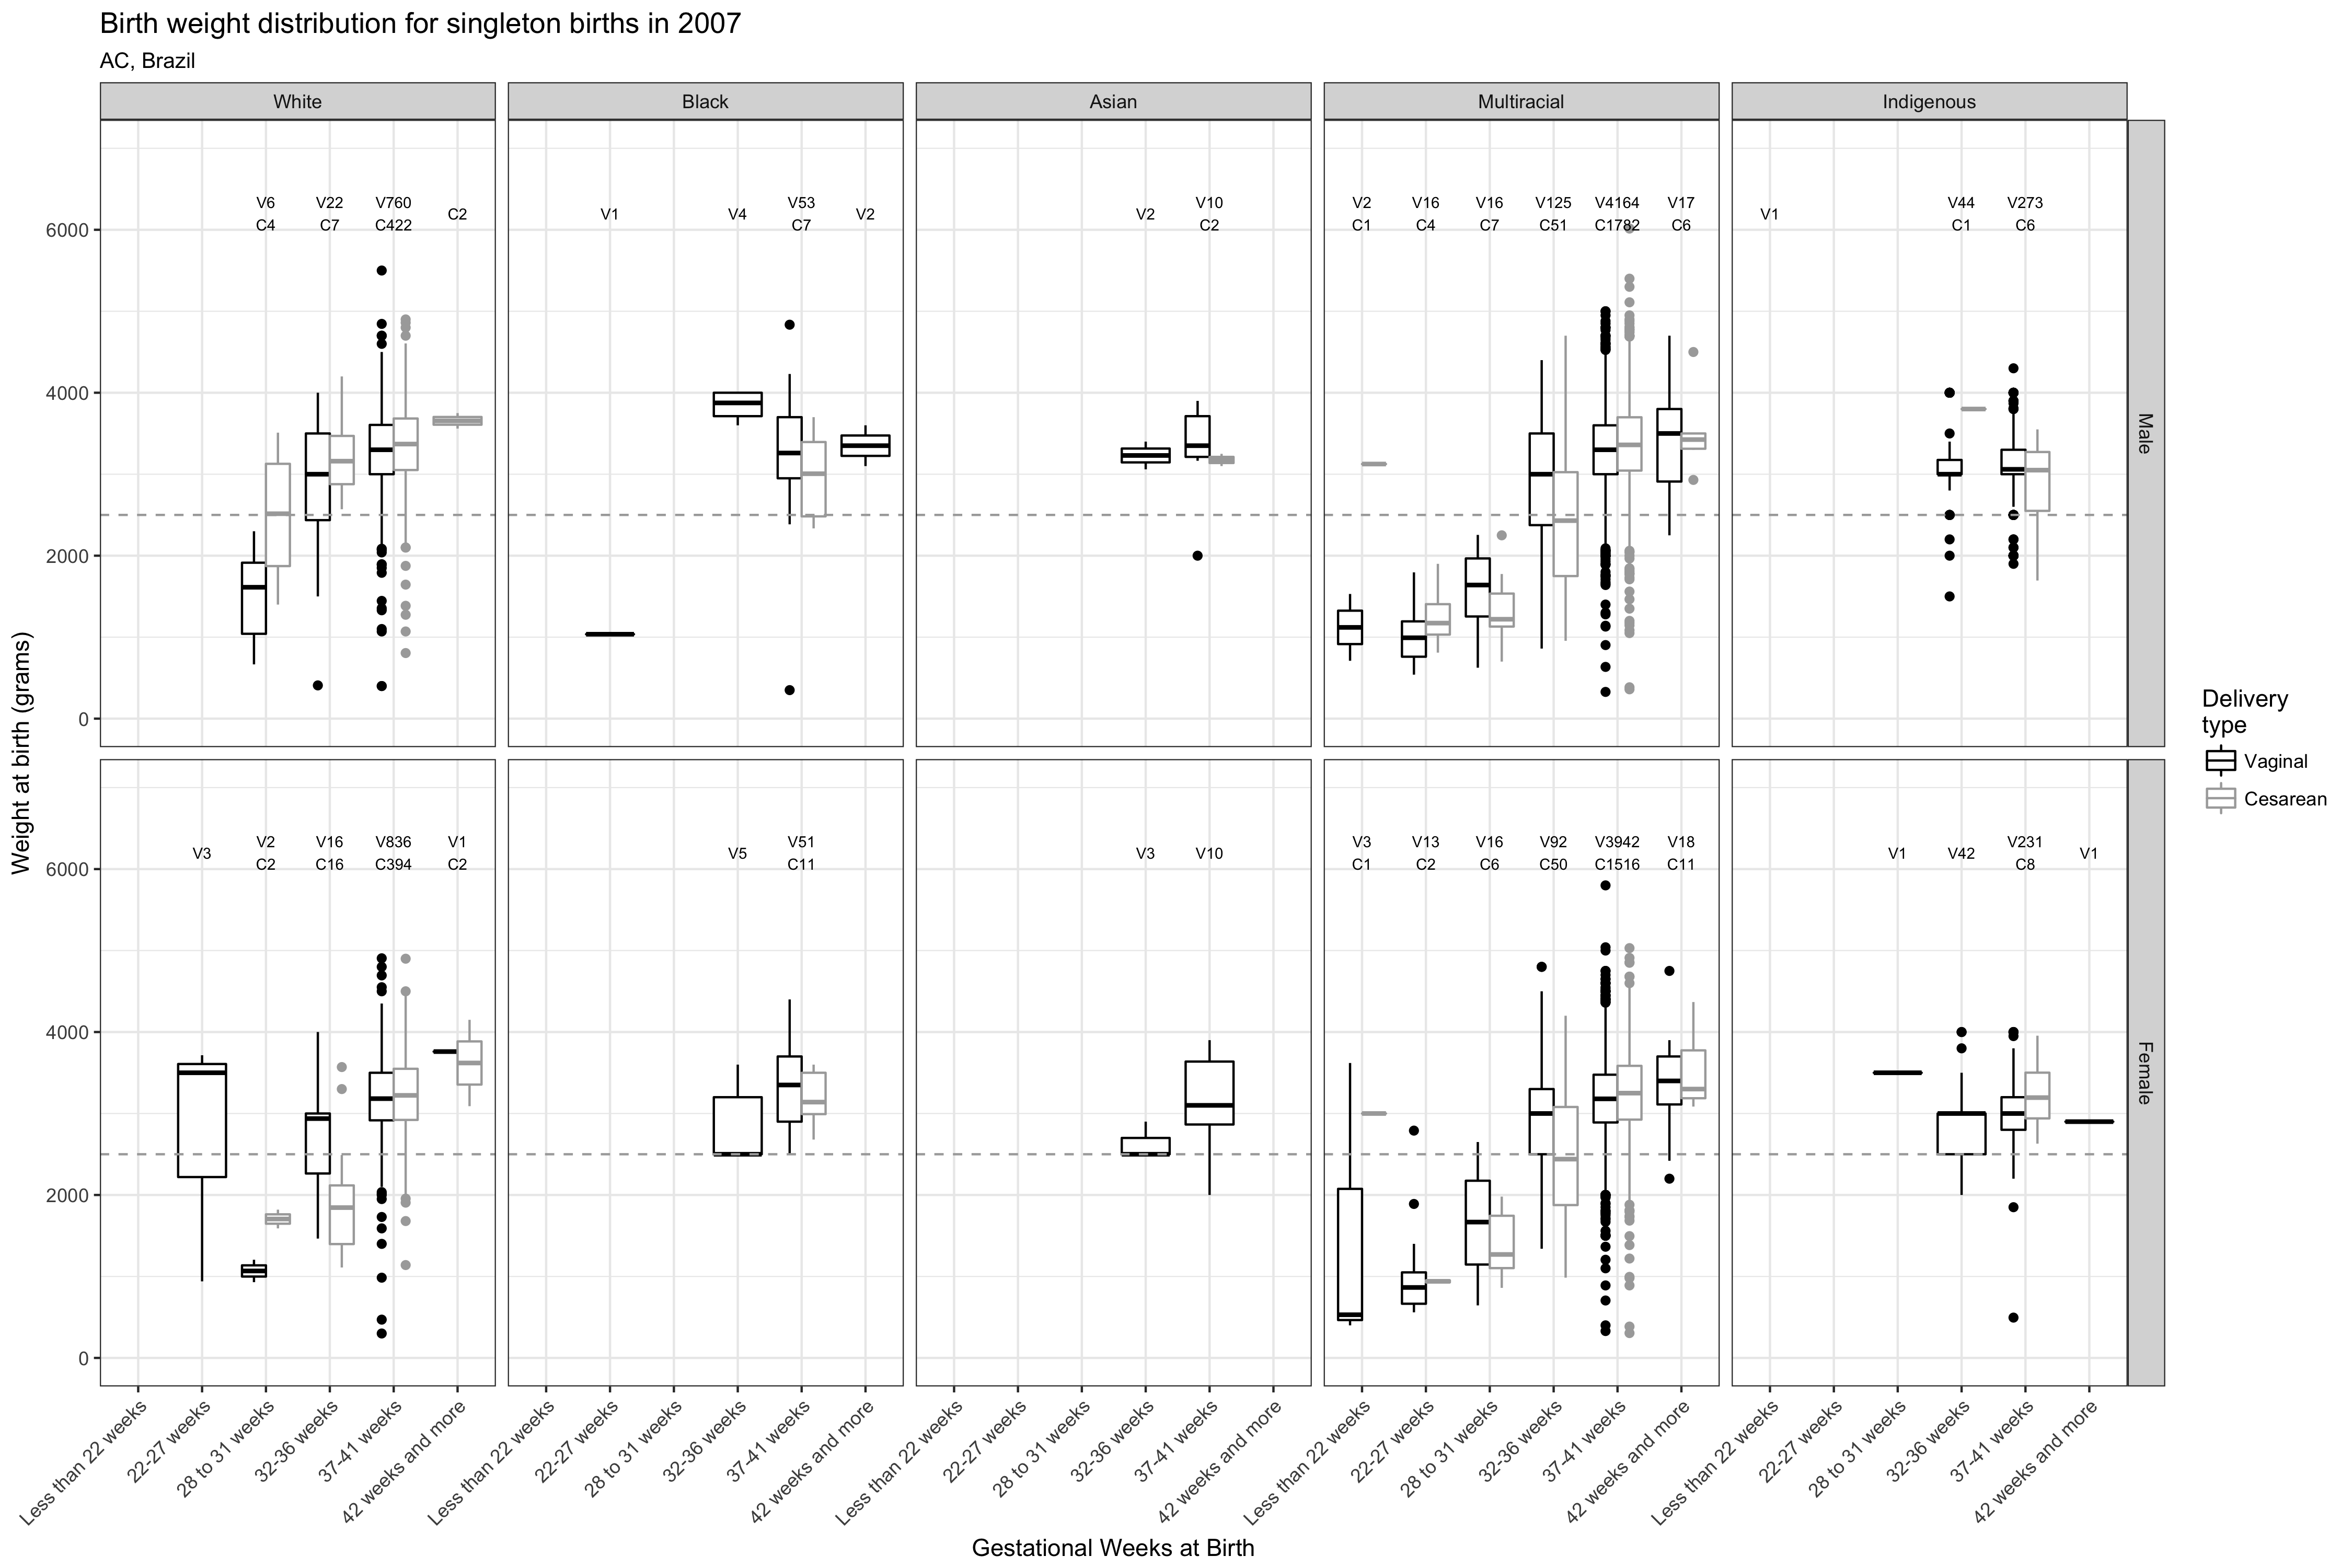 Birth weight distribution for singleton births in 2007
AC, Brazil
White Black Asian Multiracial Indigenous
V6 V22 V760 C2 V1 V4 V53 V2 V2 V10 V2 V16 V16 V125 V4164 V17 V1 V44 V273
C4 C7 C422 C7 C2 C1 C4 C7 C51 C1782 C6 C1 C6
6000
4000
2000
0
Male
Weight at birth (grams)
V3 V2 V16 V836 V1 V5 V51 V3 V10 V3 V13 V16 V92 V3942 V18 V1 V42 V231 V1
C2 C16 C394 C2 C11 C1 C2 C6 C50 C1516 C11 C8
6000
4000
2000
0
Female
Delivery
type
Vaginal
Cesarean
Less than 22 weeks 22-27 weeks 28 to 31 weeks 32-36 weeks 37-41 weeks 42 weeks and more Less than 22 weeks 22-27 weeks 28 to 31 weeks 32-36 weeks 37-41 weeks 42 weeks and more Less than 22 weeks 22-27 weeks 28 to 31 weeks 32-36 weeks 37-41 weeks 42 weeks and more Less than 22 weeks 22-27 weeks 28 to 31 weeks 32-36 weeks 37-41 weeks 42 weeks and more Less than 22 weeks 22-27 weeks 28 to 31 weeks 32-36 weeks 37-41 weeks 42 weeks and more
Gestational Weeks at Birth